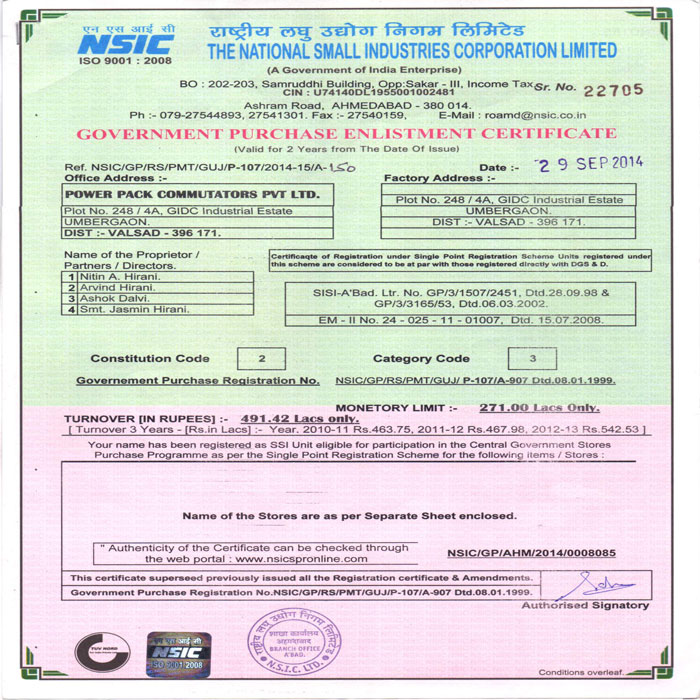 एन एस आई सी
NSIC
ISO 9001 : 2008
राष्ट्रीय लघु उद्योग निगम लिमिटेड
THE NATIONAL SMALL INDUSTRIES CORPORATION LIMITED
(A Government of India Enterprise)
BO : 202-203, Samruddhi Building, Opp:Sakar - III, Income Tax
Sr. No. 22705
CIN : U74140DL1955001002481
Ashram Road, AHMEDABAD - 380 014.
Ph :- 079-27544893, 27541301. Fax :- 27540159, E-Mail : roamd@nsic.co.in
GOVERNMENT PURCHASE ENLISTMENT CERTIFICATE
(Valid for 2 Years from The Date Of Issue)
Ref. NSIC/GP/RS/PMT/GUJ/P-107/2014-15/A-150
Date :- 29 SEP 2014
Office Address :-
Factory Address :-
POWER PACK COMMUTATORS PVT LTD.
Plot No. 248 / 4A, GIDC Industrial Estate
UMBERGAON.
DIST :- VALSAD - 396 171.
Plot No. 248 / 4A, GIDC Industrial Estate
UMBERGAON.
DIST :- VALSAD - 396 171.
Name of the Proprietor /
Partners / Directors.
1 Nitin A. Hirani.
2 Arvind Hirani.
3 Ashok Dalvi.
4 Smt. Jasmin Hirani.
Certificaqte of Registration under Single Point Registration Scheme Units registered under
this scheme are considered to be at par with those registered directly with DGS & D.
SISI-A'Bad. Ltr. No. GP/3/1507/2451, Dtd.28.09.98 &
GP/3/3165/53, Dtd.06.03.2002.
EM - II No. 24 - 025 - 11 - 01007, Dtd. 15.07.2008.
Constitution Code 2 Category Code 3
Governement Purchase Registration No. NSIC/GP/RS/PMT/GUJ/ P-107/A-907 Dtd.08.01.1999.
MONETORY LIMIT :- 271.00 Lacs Only.
TURNOVER [IN RUPEES] :- 491.42 Lacs only.
[ Turnover 3 Years - [Rs.in Lacs] :- Year. 2010-11 Rs.463.75, 2011-12 Rs.467.98, 2012-13 Rs.542.53 ]
Your name has been registered as SSI Unit eligible for participation in the Central Government Stores
Purchase Programme as per the Single Point Registration Scheme for the following items / Stores :
Name of the Stores are as per Separate Sheet enclosed.
" Authenticity of the Certificate can be checked through
the web portal : www.nsicspronline.com
NSIC/GP/AHM/2014/0008085
This certificate superseed previously issued all the Registration certificate & Amendments.
Government Purchase Registration No.NSIC/GP/RS/PMT/GUJ/P-107/A-907 Dtd.08.01.1999.
Authorised Signatory
TUV NORD
एन एस आई सी
NSIC
ISO 9001:2008
राष्ट्रीय लघु उद्योग निगम लिमिटेड
शाखा कार्यालय
अहमदाबाद
BRANCH OFFICE
A'BAD.
N.S.I.C. LTD.
Conditions overleaf.